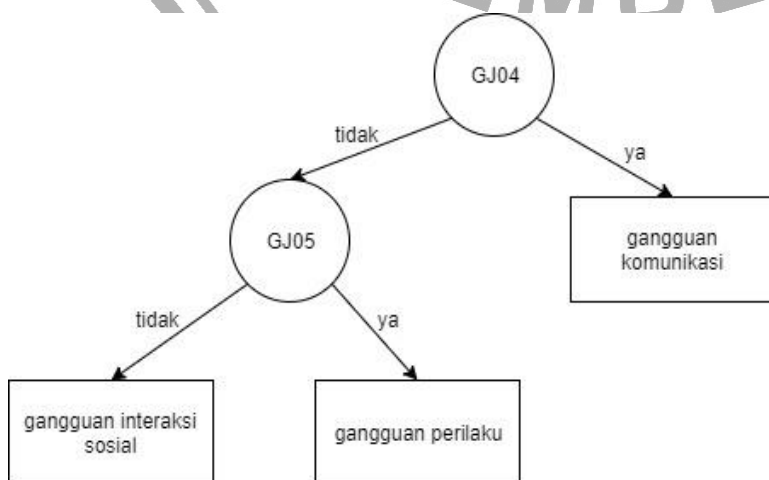 GJ04
tidak
ya
GJ05
gangguan
komunikasi
tidak
ya
gangguan interaksi
sosial
gangguan perilaku